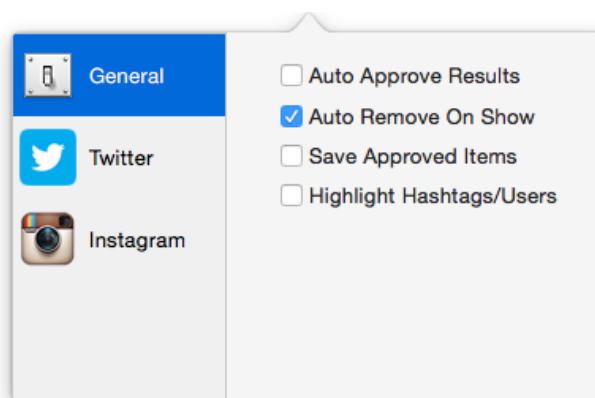 General
Twitter
Instagram
Auto Approve Results
Auto Remove On Show
Save Approved Items
Highlight Hashtags/Users